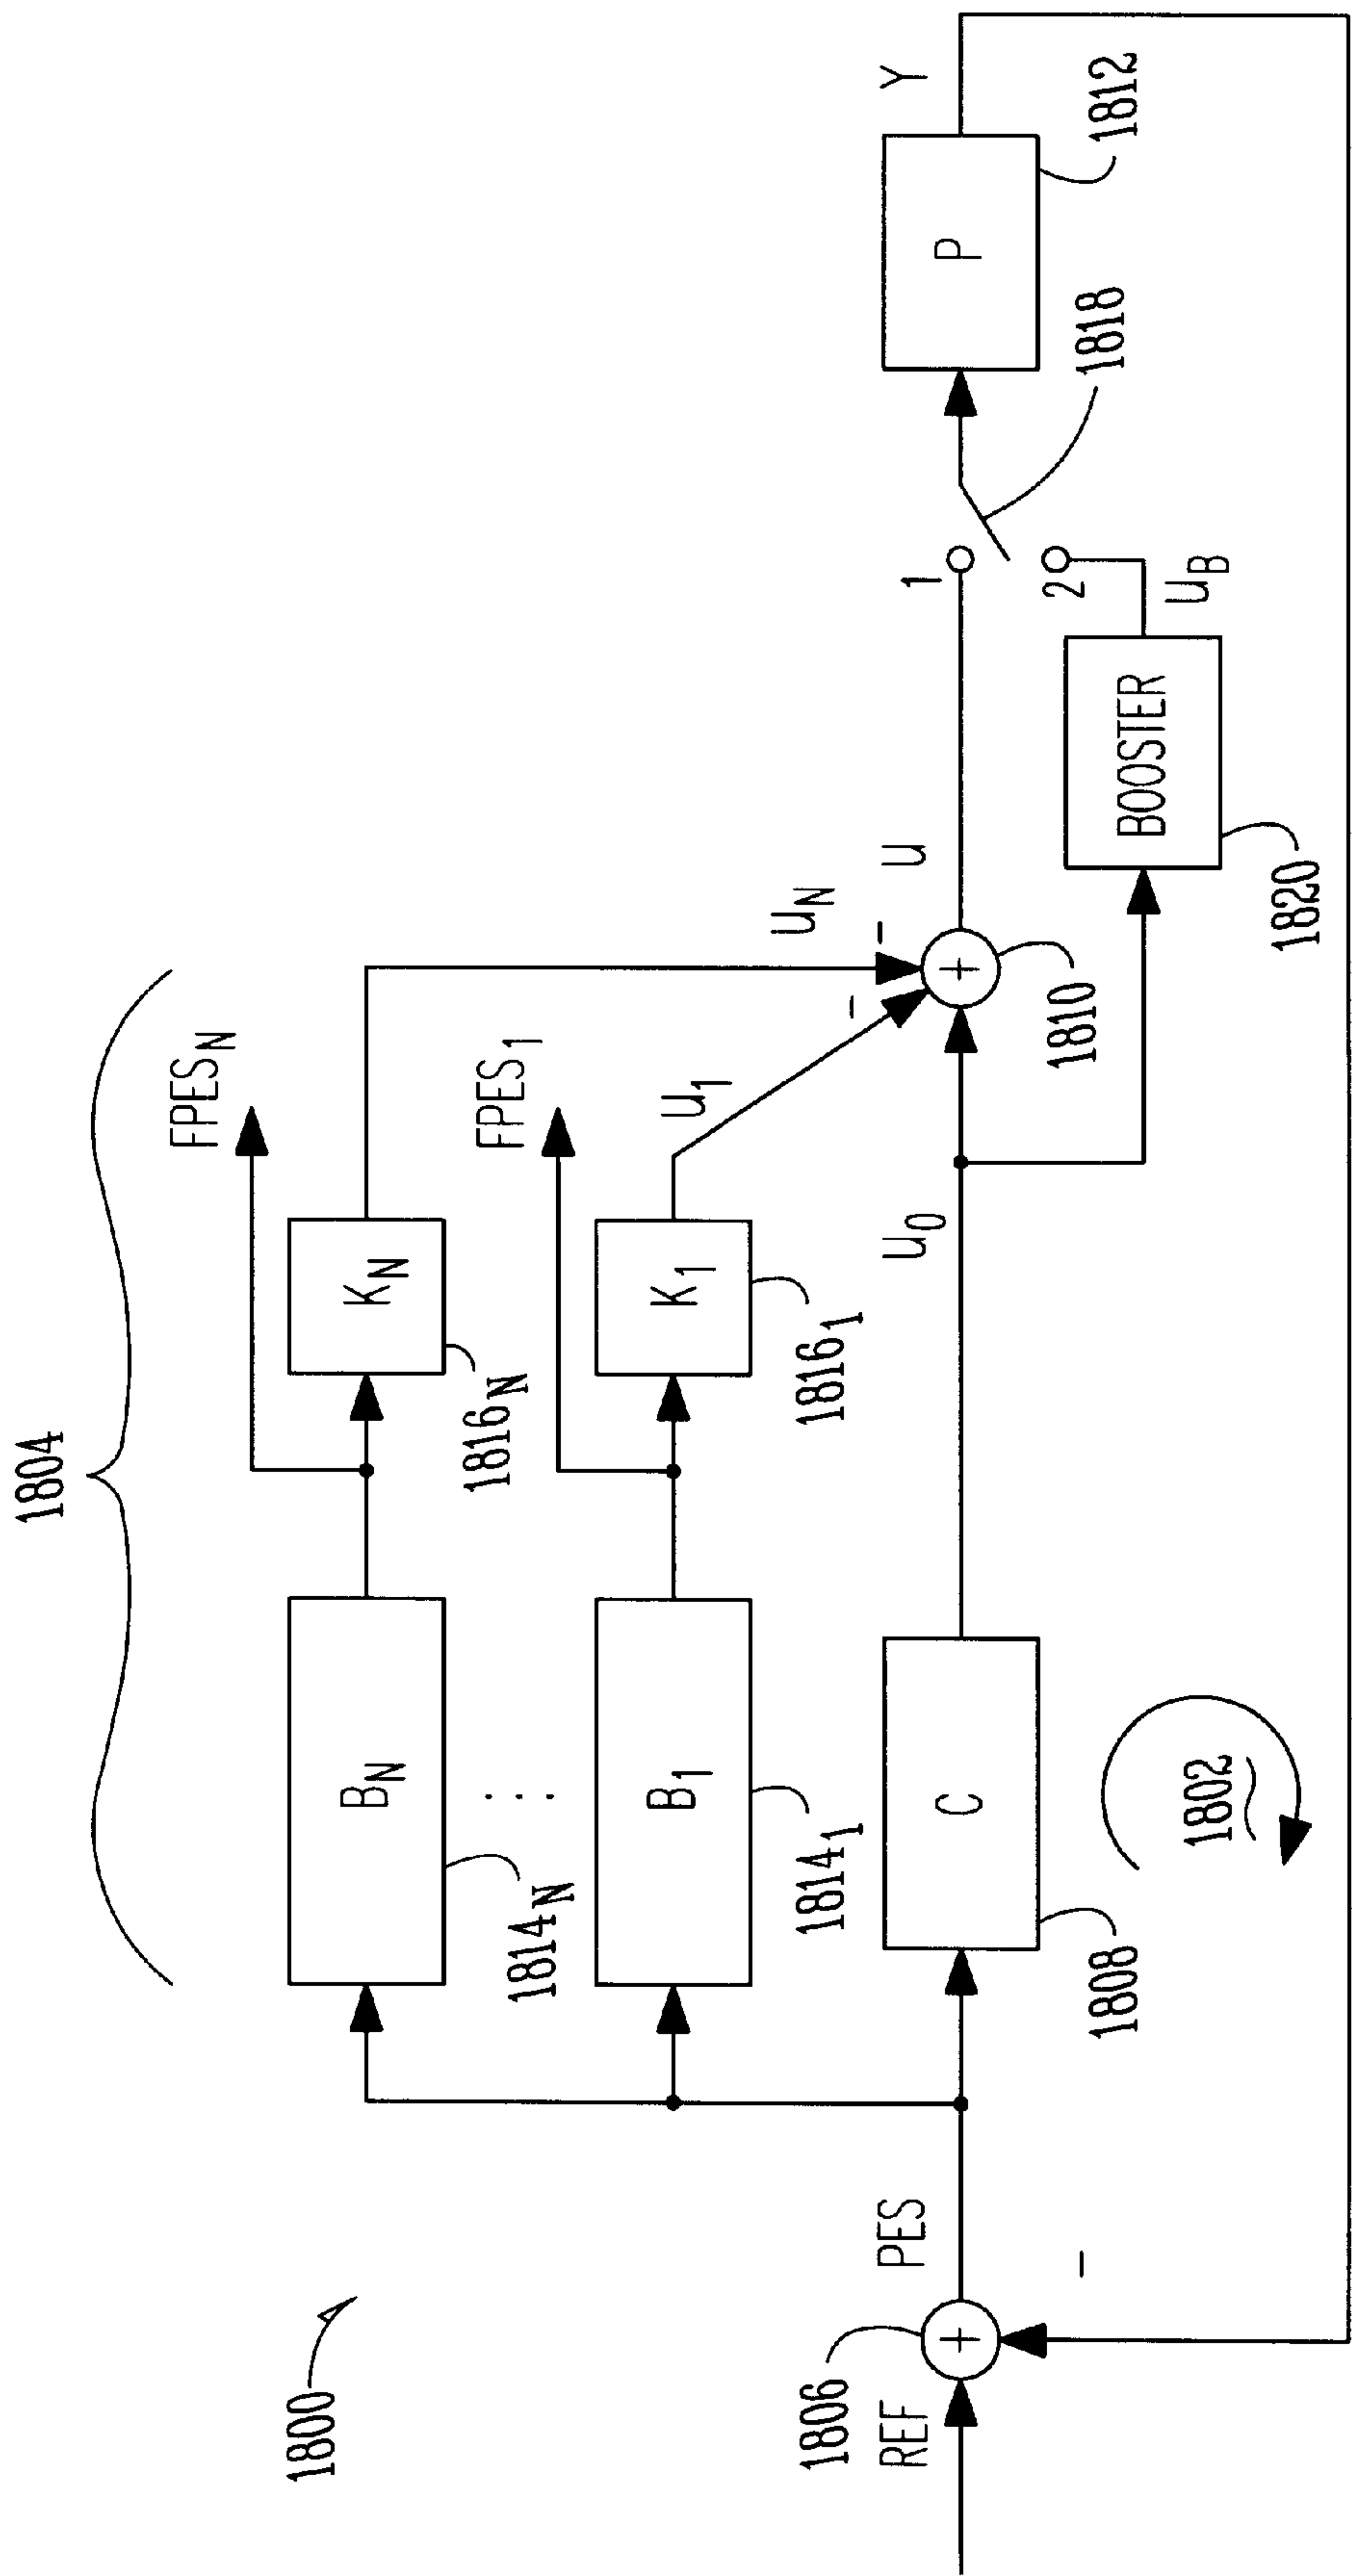 1804
FPES_N
B_N
K_N
1814_N
1816_N
u_N
FPES_1
B_1
K_1
1814_1
1816_1
u_1
1800
1806
REF
PES
+
-
C
1808
1802
u_0
-
-
+
u
1810
BOOSTER
1820
u_B
1
2
1818
P
Y
1812